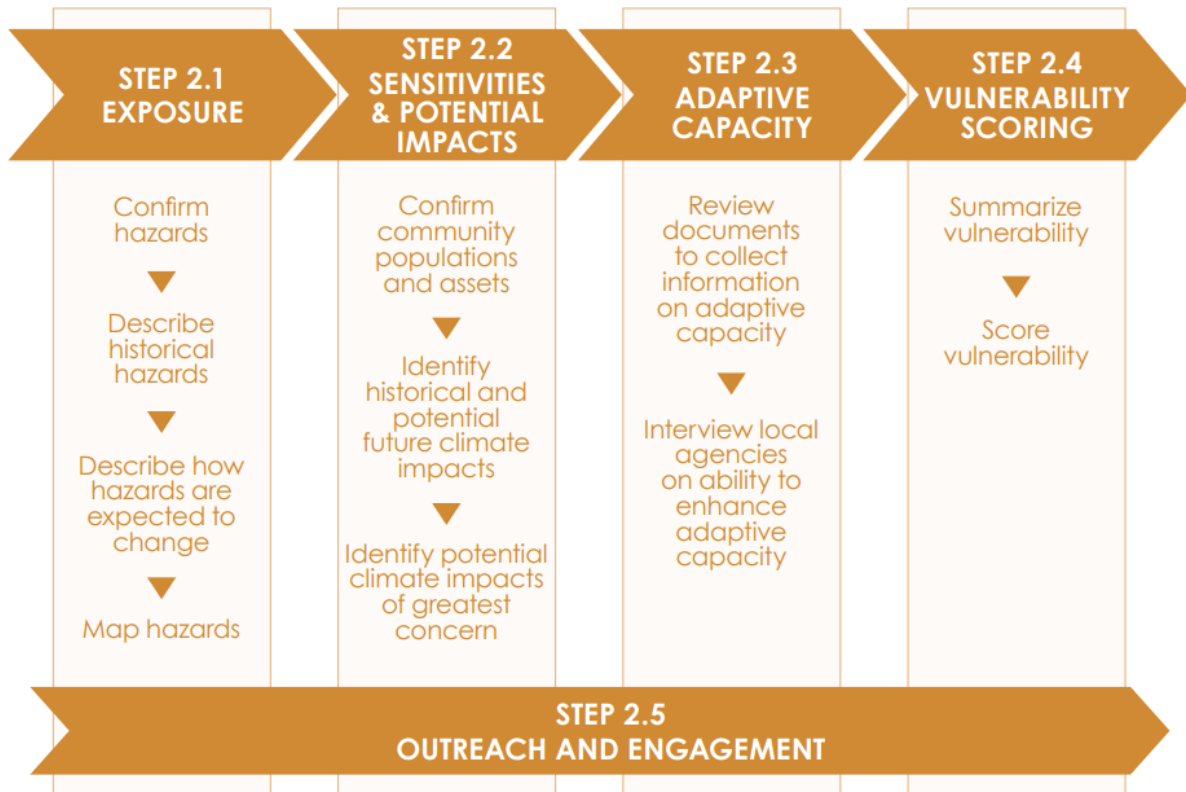 STEP 2.1
EXPOSURE
Confirm
hazards
Describe
historical
hazards
Describe how
hazards are
expected to
change
Map hazards
STEP 2.2
SENSITIVITIES
& POTENTIAL
IMPACTS
Confirm
community
populations
and assets
Identify
historical and
potential
future climate
impacts
Identify potential
climate impacts
of greatest
concern
STEP 2.3
ADAPTIVE
CAPACITY
Review
documents
to collect
information
on adaptive
capacity
Interview local
agencies
on ability to
enhance
adaptive
capacity
STEP 2.4
VULNERABILITY
SCORING
Summarize
vulnerability
Score
vulnerability
STEP 2.5
OUTREACH AND ENGAGEMENT